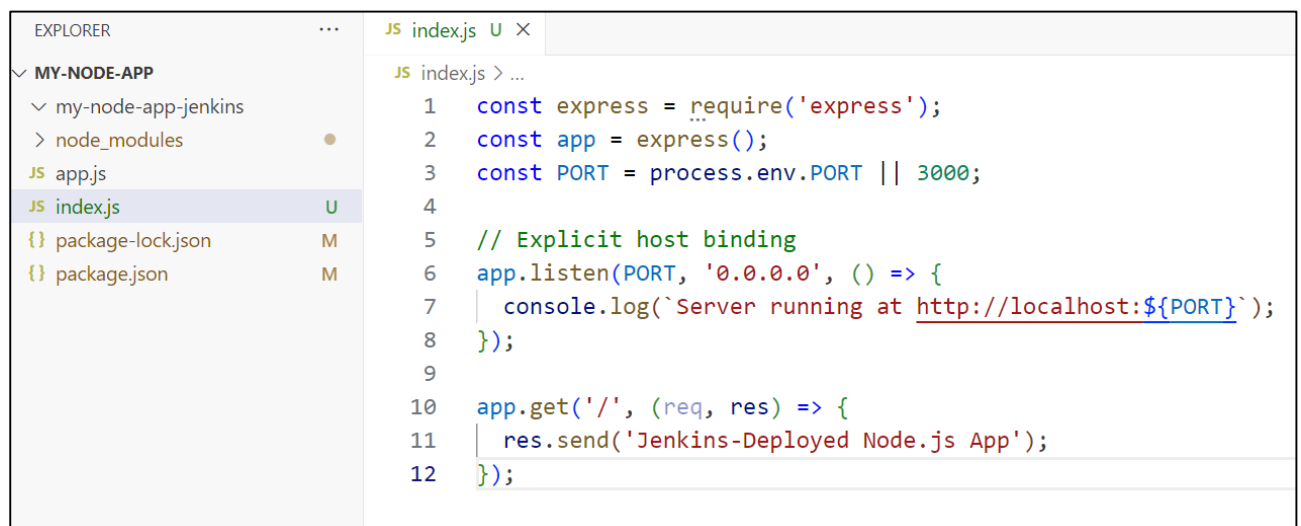 EXPLORER ...
MY-NODE-APP
my-node-app-jenkins
node_modules
JS app.js
JS index.js U
{} package-lock.json M
{} package.json M
JS index.js U ×
JS index.js > ...
1 const express = require('express');
2 const app = express();
3 const PORT = process.env.PORT || 3000;
4
5 // Explicit host binding
6 app.listen(PORT, '0.0.0.0', () => {
7   console.log(`Server running at http://localhost:${PORT}`);
8 });
9
10 app.get('/', (req, res) => {
11   res.send('Jenkins-Deployed Node.js App');
12 });